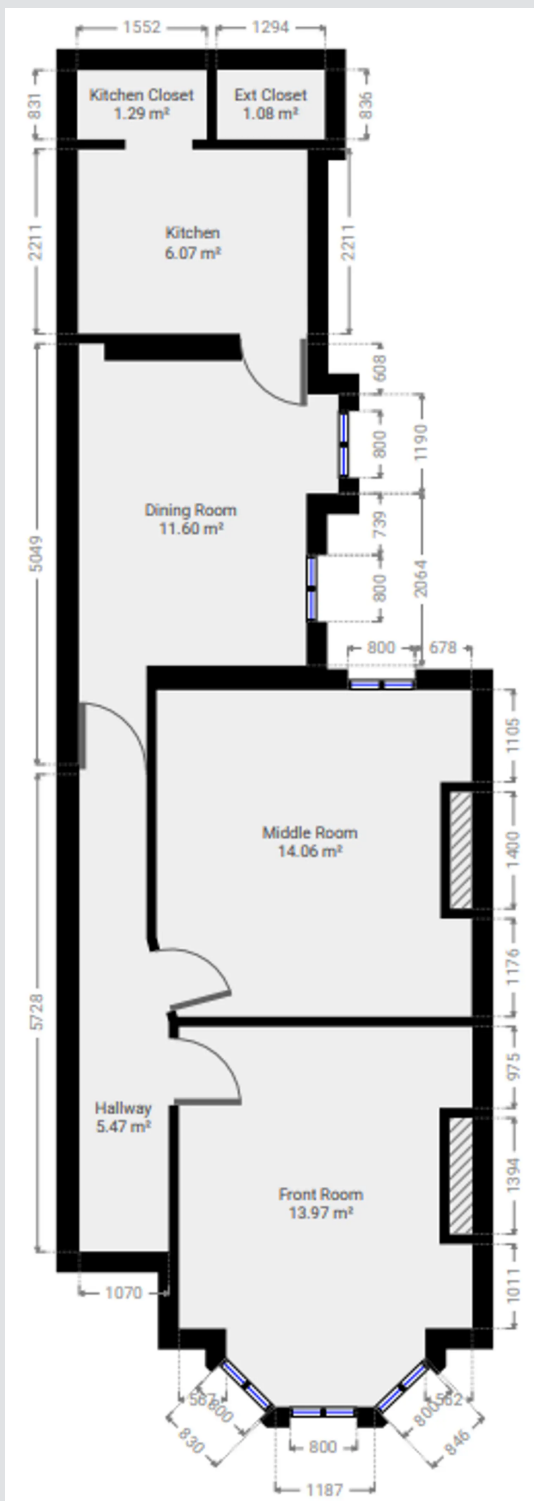 1552
1294
831
Kitchen Closet
1.29 m²
Ext Closet
1.08 m²
836
2211
Kitchen
6.07 m²
2211
608
800
1190
5049
Dining Room
11.60 m²
739
800
2064
800
678
1105
Middle Room
14.06 m²
1400
1176
5728
975
Hallway
5.47 m²
1394
Front Room
13.97 m²
1011
1070
800
830
800
846
800
1187